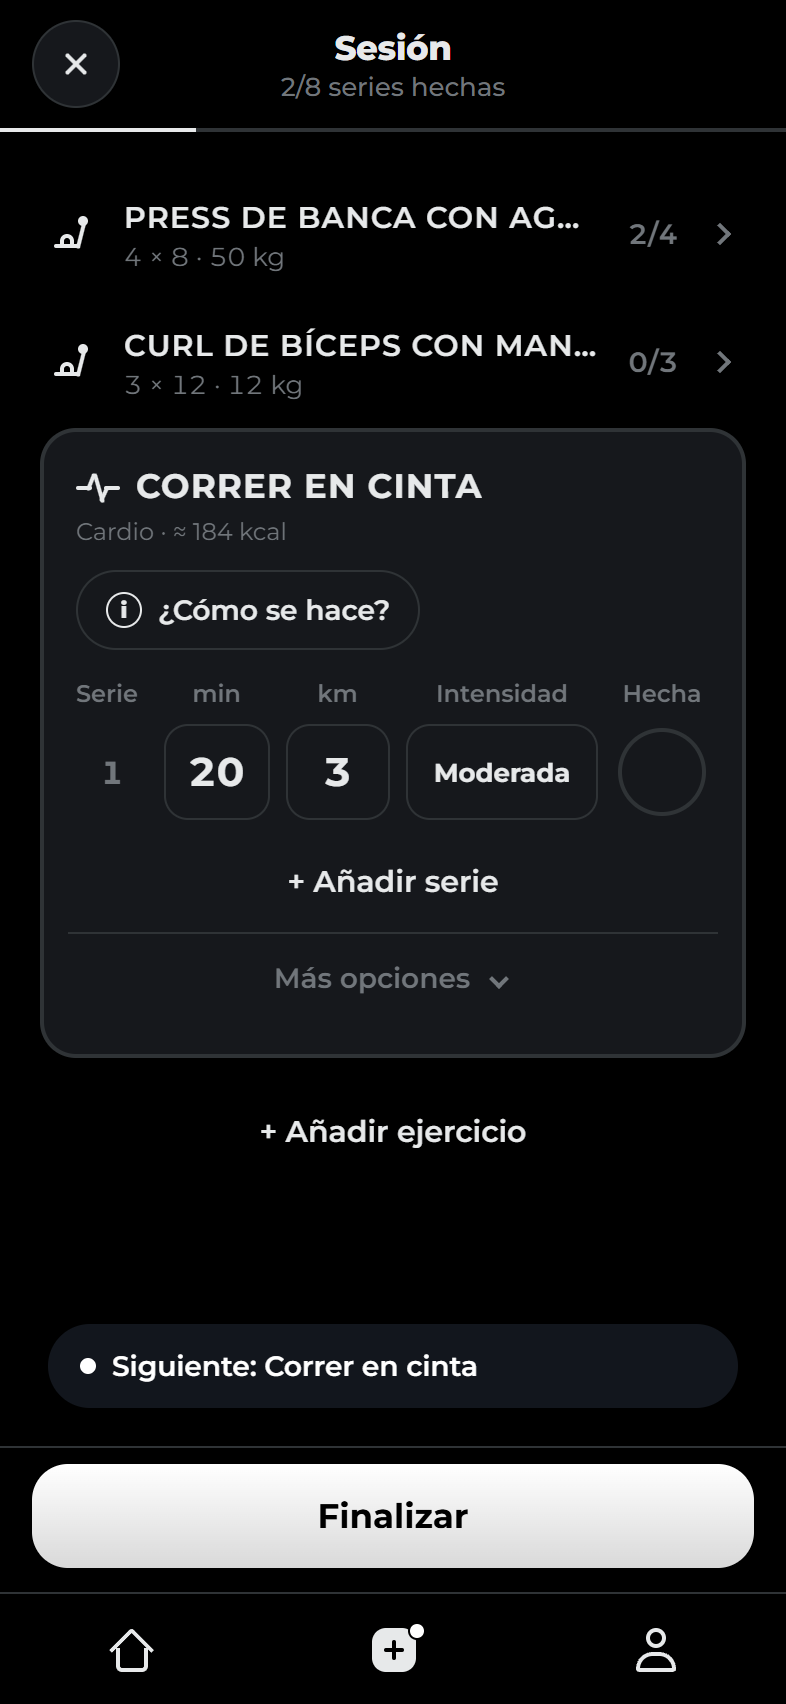 Sesión
2/8 series hechas
PRESS DE BANCA CON AG...
4 × 8 · 50 kg
2/4
CURL DE BÍCEPS CON MAN...
3 × 12 · 12 kg
0/3
CORRER EN CINTA
Cardio · ≈ 184 kcal
¿Cómo se hace?
Serie min km Intensidad Hecha
1 20 3 Moderada
+ Añadir serie
Más opciones
+ Añadir ejercicio
Siguiente: Correr en cinta
Finalizar